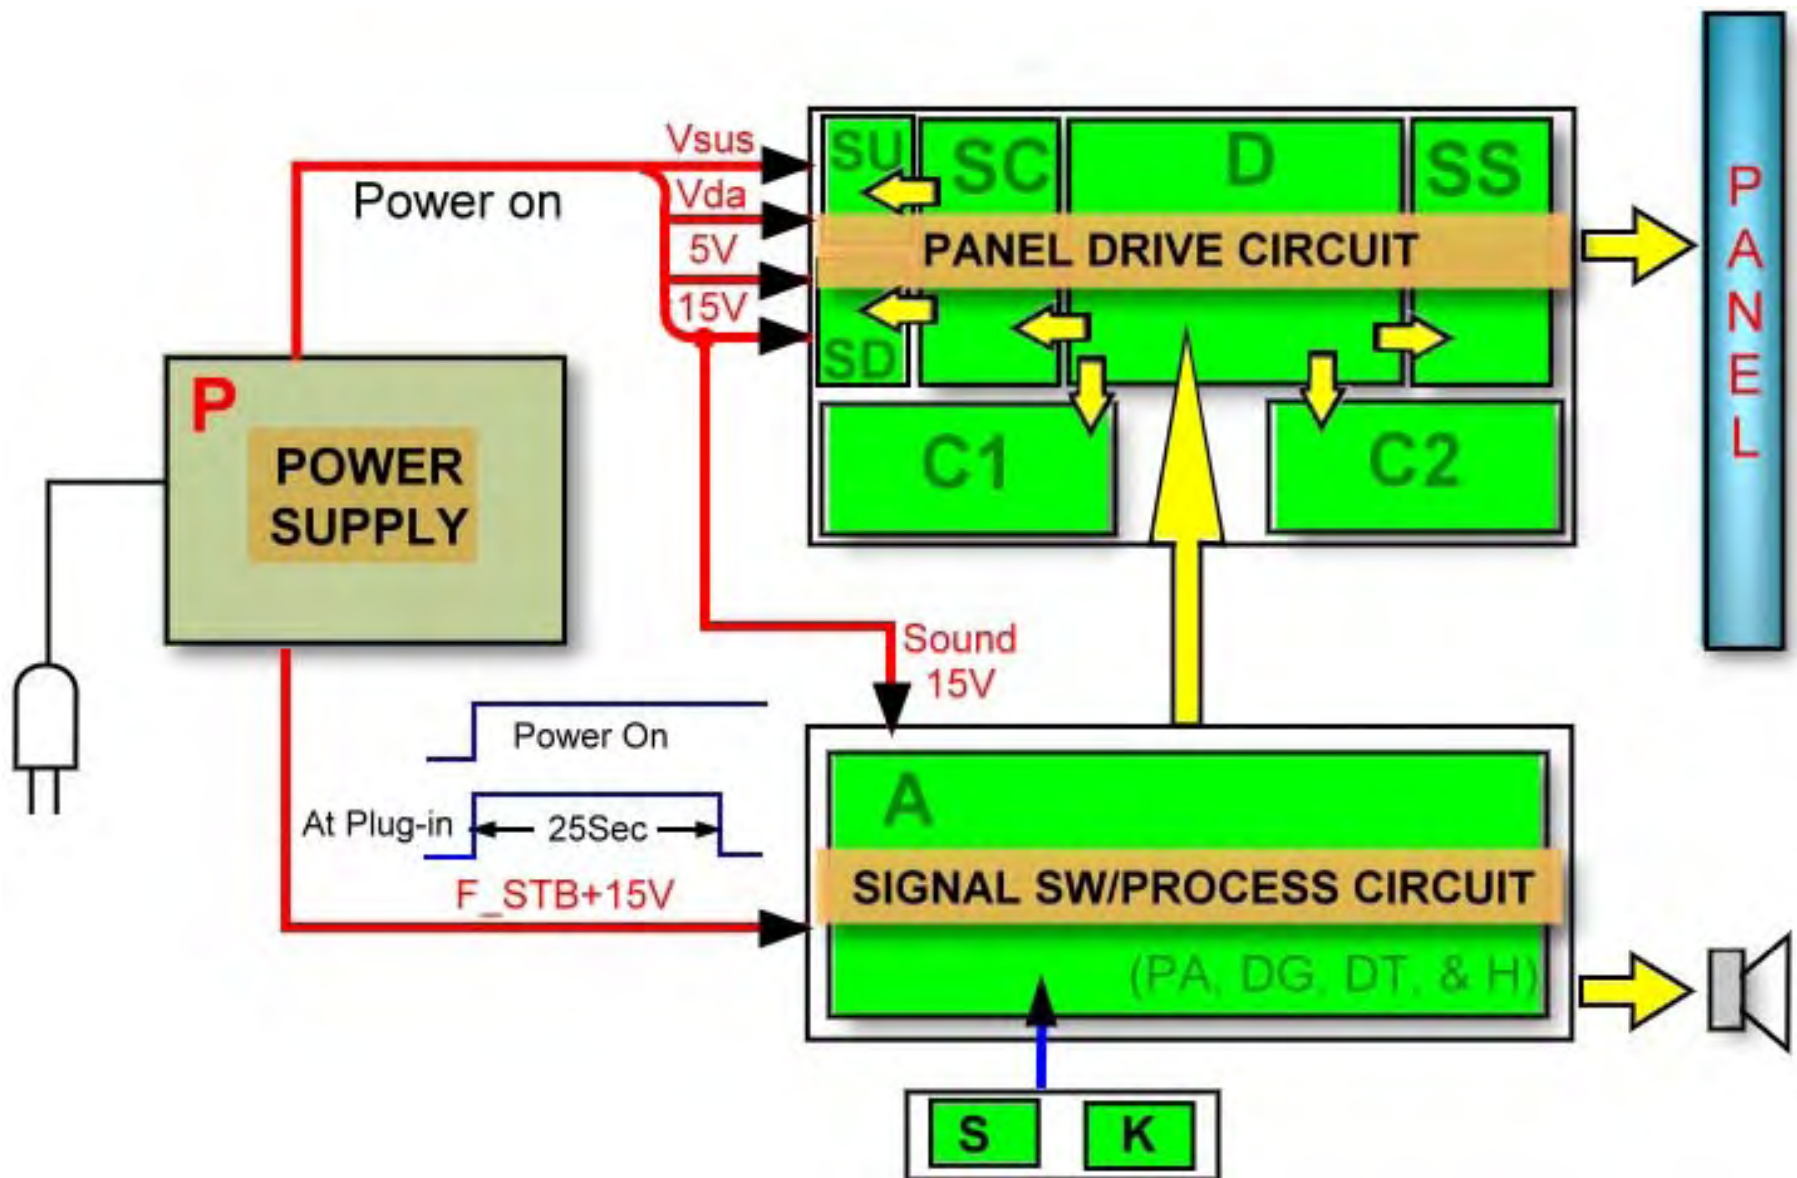 Vsus
Power on
Vda
5V
15V
SU
SC
D
SS
PANEL DRIVE CIRCUIT
SD
C1
C2
PANEL
P
POWER
SUPPLY
Sound
15V
Power On
At Plug-in
25Sec
F_STB+15V
A
SIGNAL SW/PROCESS CIRCUIT
(PA, DG, DT, & H)
S
K